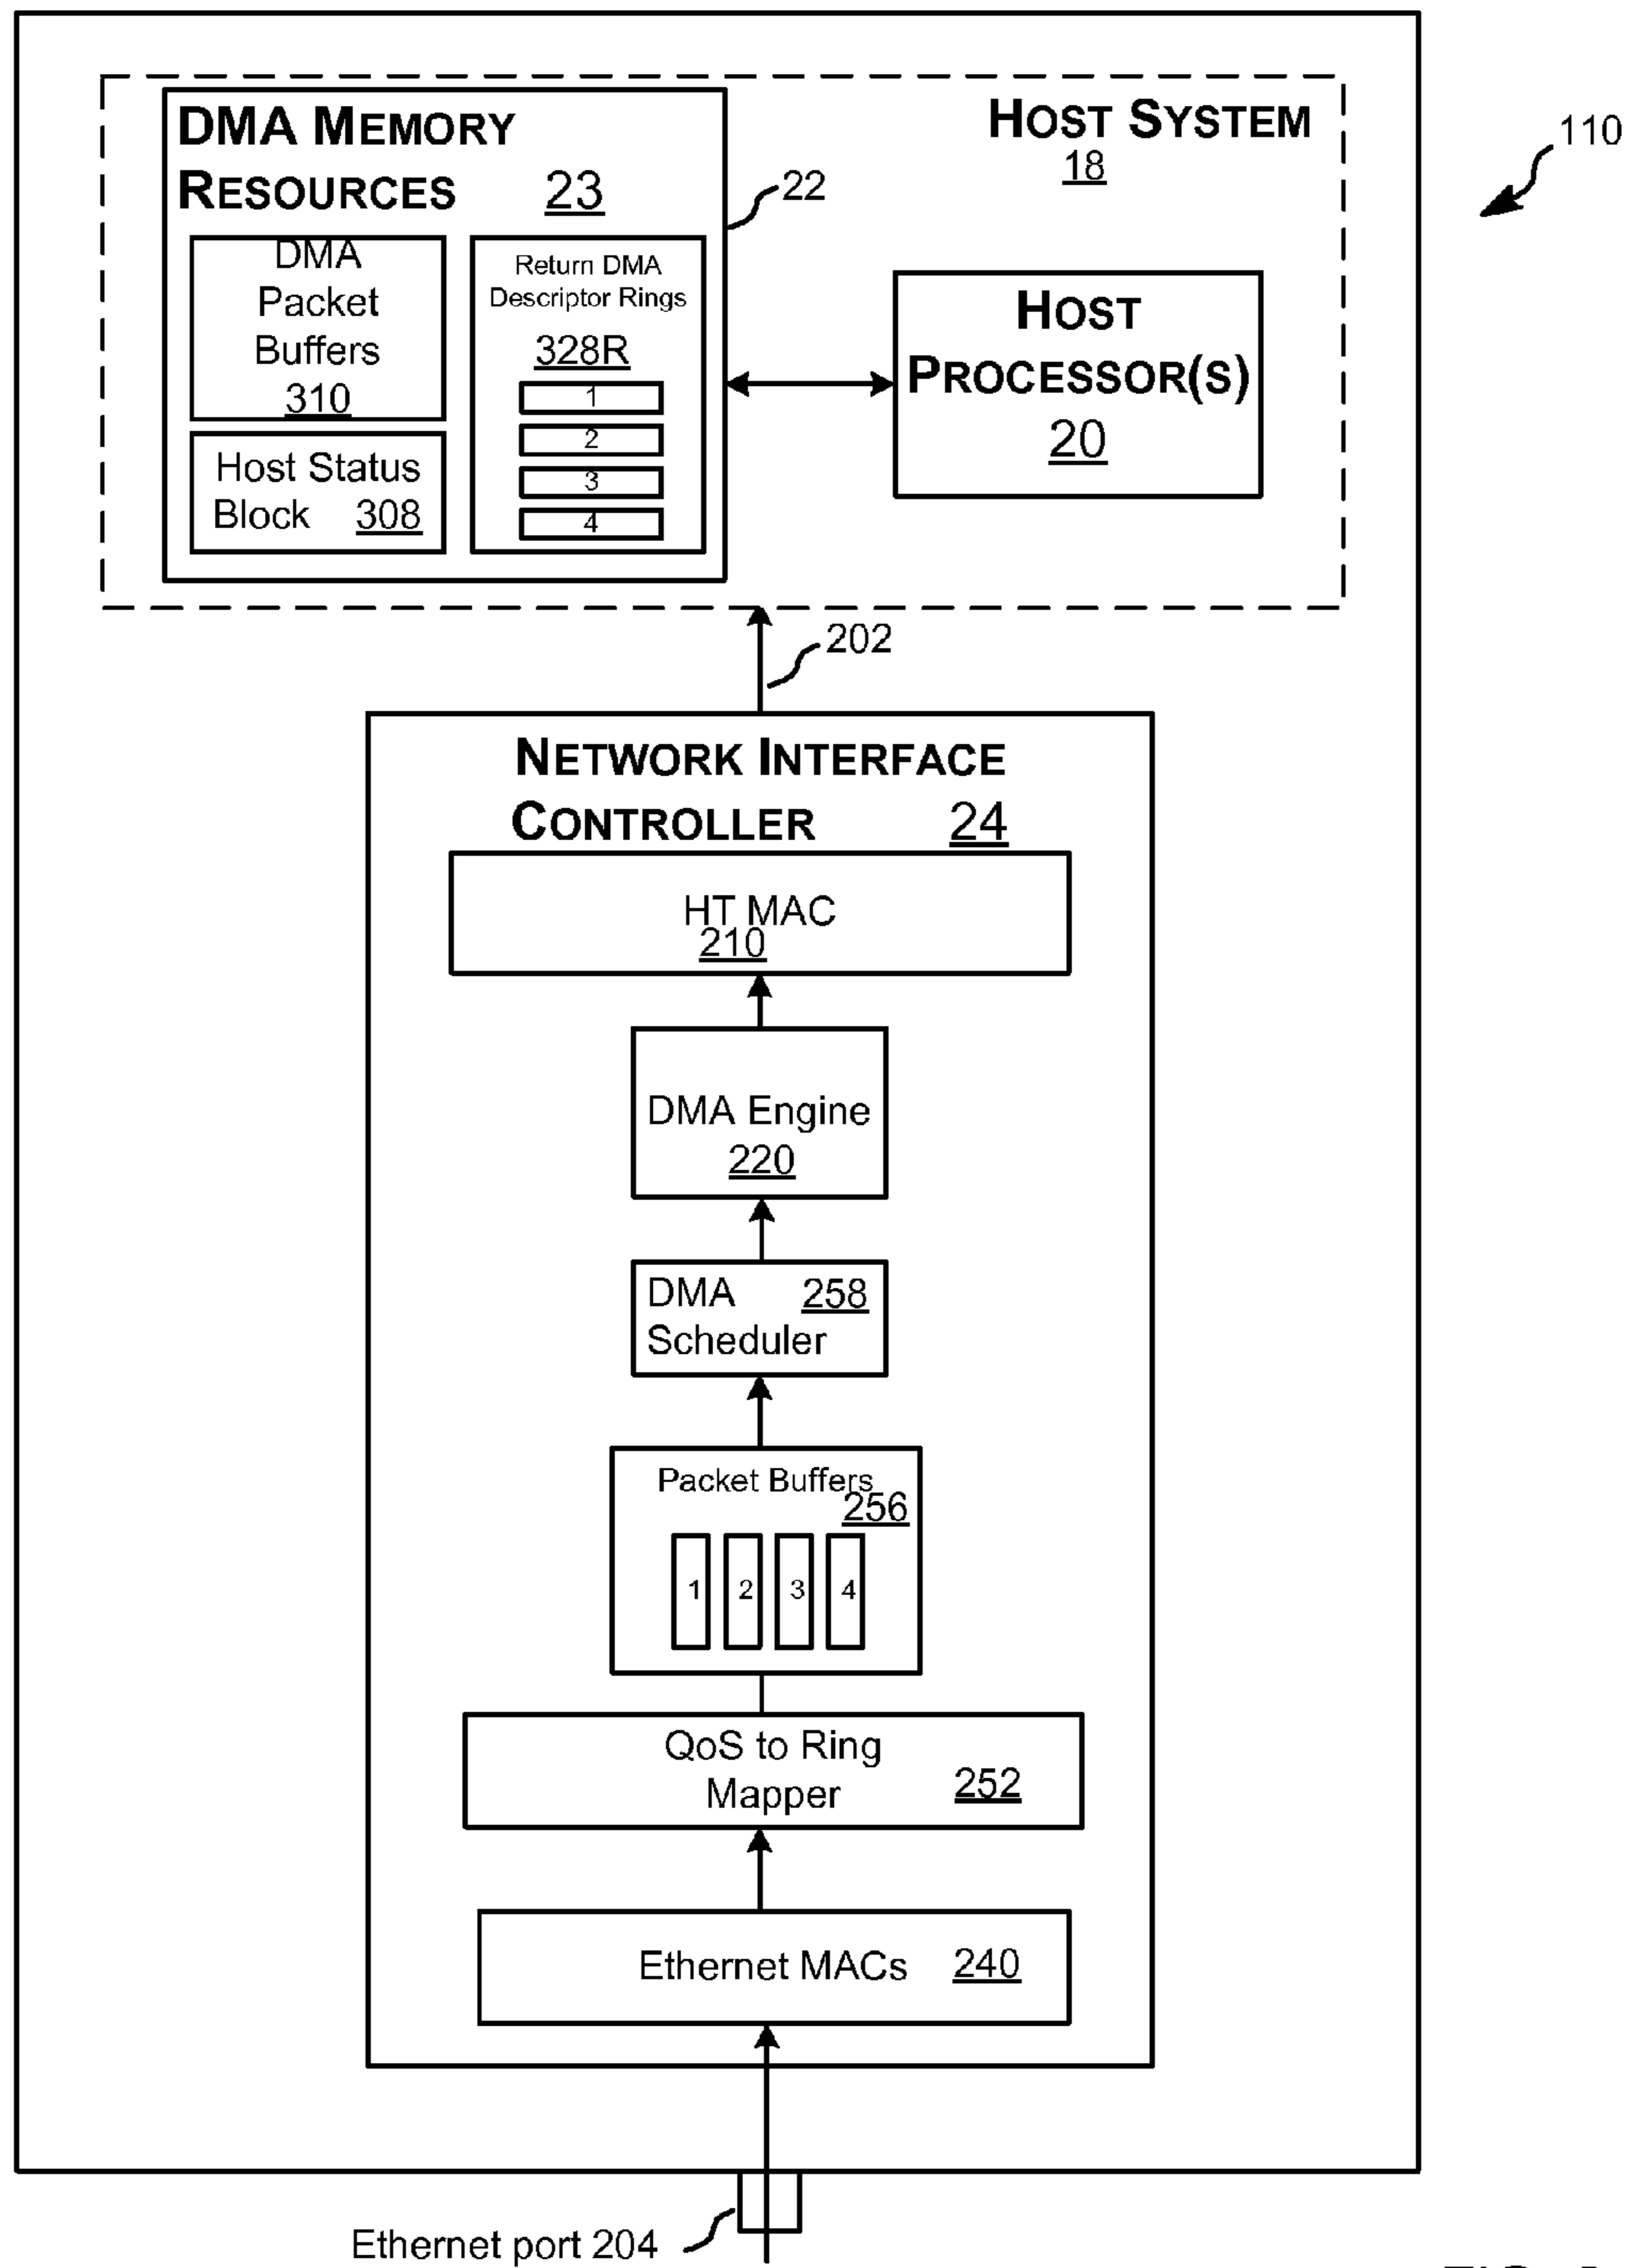 110
HOST SYSTEM
18
DMA MEMORY
RESOURCES 23
22
DMA
Packet
Buffers
310
Host Status
Block 308
Return DMA
Descriptor Rings
328R
1
2
3
4
HOST
PROCESSOR(S)
20
202
NETWORK INTERFACE
CONTROLLER 24
HT MAC
210
DMA Engine
220
DMA 258
Scheduler
Packet Buffers
256
1 2 3 4
QoS to Ring
Mapper 252
Ethernet MACs 240
Ethernet port 204